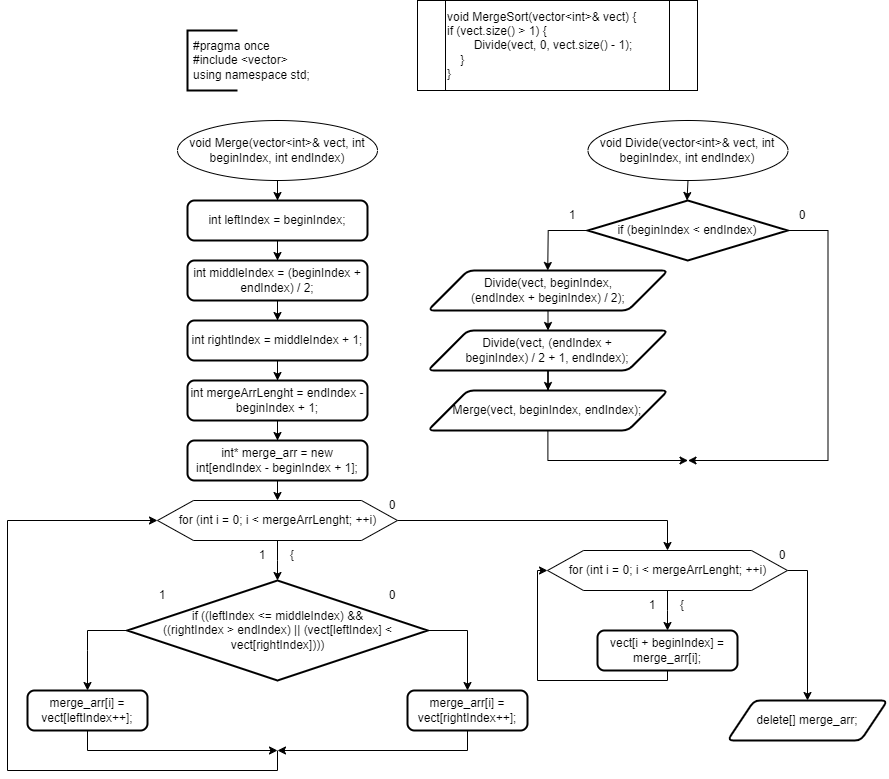 #pragma once
#include <vector>
using namespace std;
void MergeSort(vector<int>& vect) {
if (vect.size() > 1) {
Divide(vect, 0, vect.size() - 1);
}
}
void Merge(vector<int>& vect, int
beginIndex, int endIndex)
int leftIndex = beginIndex;
int middleIndex = (beginIndex +
endIndex) / 2;
int rightIndex = middleIndex + 1;
int mergeArrLenght = endIndex -
beginIndex + 1;
int* merge_arr = new
int[endIndex - beginIndex + 1];
0
for (int i = 0; i < mergeArrLenght; ++i)
1 {
1
0
if ((leftIndex <= middleIndex) &&
((rightIndex > endIndex) || (vect[leftIndex] <
vect[rightIndex])))
merge_arr[i] =
vect[leftIndex++];
merge_arr[i] =
vect[rightIndex++];
void Divide(vector<int>& vect, int
beginIndex, int endIndex)
1
0
if (beginIndex < endIndex)
Divide(vect, beginIndex,
(endIndex + beginIndex) / 2);
Divide(vect, (endIndex +
beginIndex) / 2 + 1, endIndex);
Merge(vect, beginIndex, endIndex);
0
for (int i = 0; i < mergeArrLenght; ++i)
1 {
vect[i + beginIndex] =
merge_arr[i];
delete[] merge_arr;